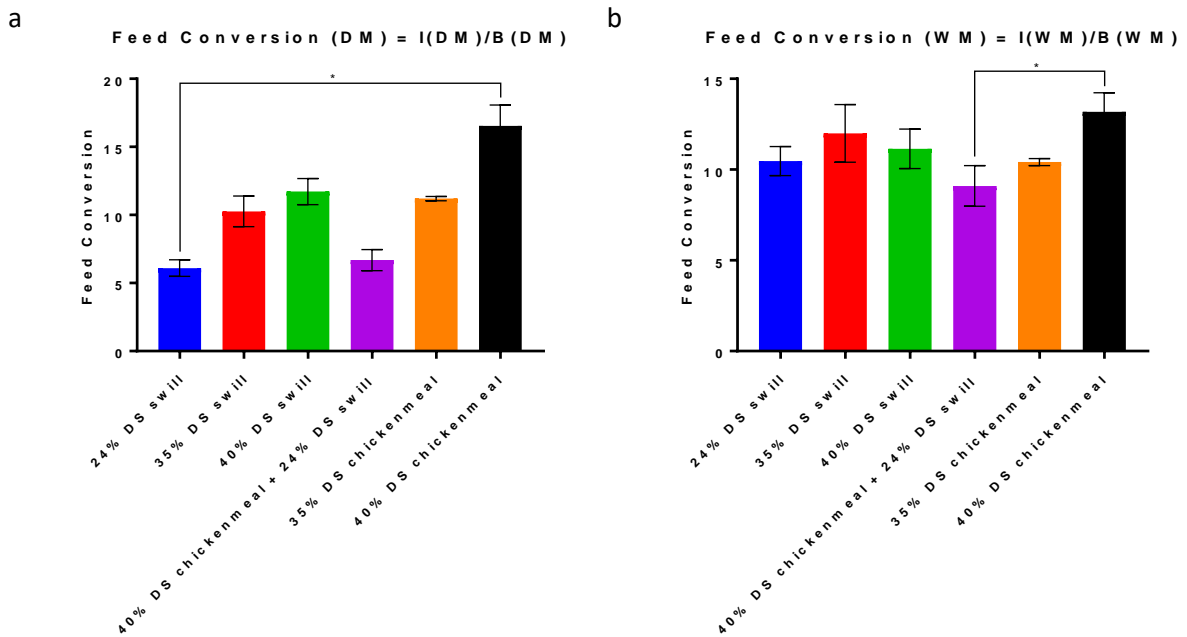 a
Feed Conversion (DM) = I(DM)/B(DM)
*
20
15
10
5
0
Feed Conversion
24% DS swill
35% DS swill
40% DS swill
40% DS chickenmeal + 24% DS swill
35% DS chickenmeal
40% DS chickenmeal
b
Feed Conversion (WM) = I(WM)/B(WM)
*
15
10
5
0
Feed Conversion
24% DS swill
35% DS swill
40% DS swill
40% DS chickenmeal + 24% DS swill
35% DS chickenmeal
40% DS chickenmeal